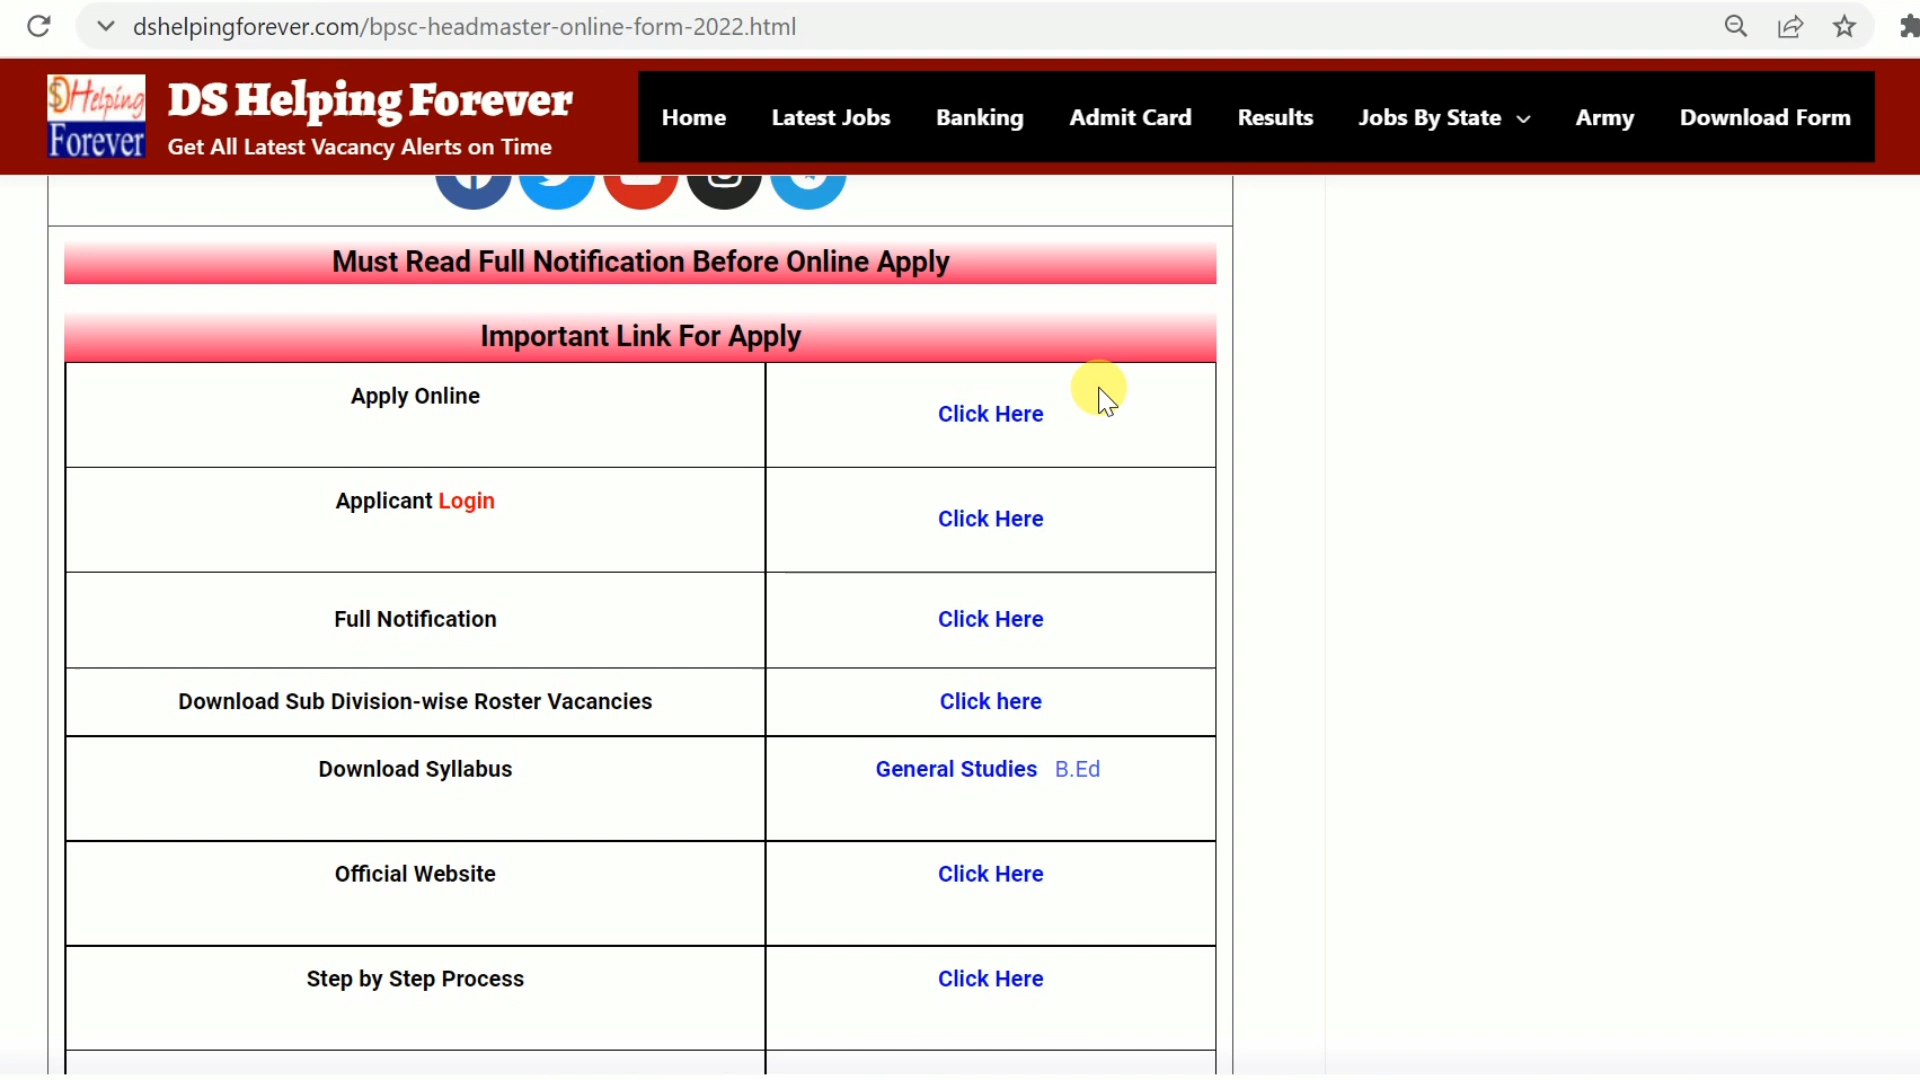 dshelpingforever.com/bpsc-headmaster-online-form-2022.html
DHelping
Forever
DS Helping Forever
Get All Latest Vacancy Alerts on Time
Home Latest Jobs Banking Admit Card Results Jobs By State Army Download Form
Must Read Full Notification Before Online Apply
Important Link For Apply
Apply Online
Click Here
Applicant Login
Click Here
Full Notification
Click Here
Download Sub Division-wise Roster Vacancies
Click here
Download Syllabus
General Studies B.Ed
Official Website
Click Here
Step by Step Process
Click Here